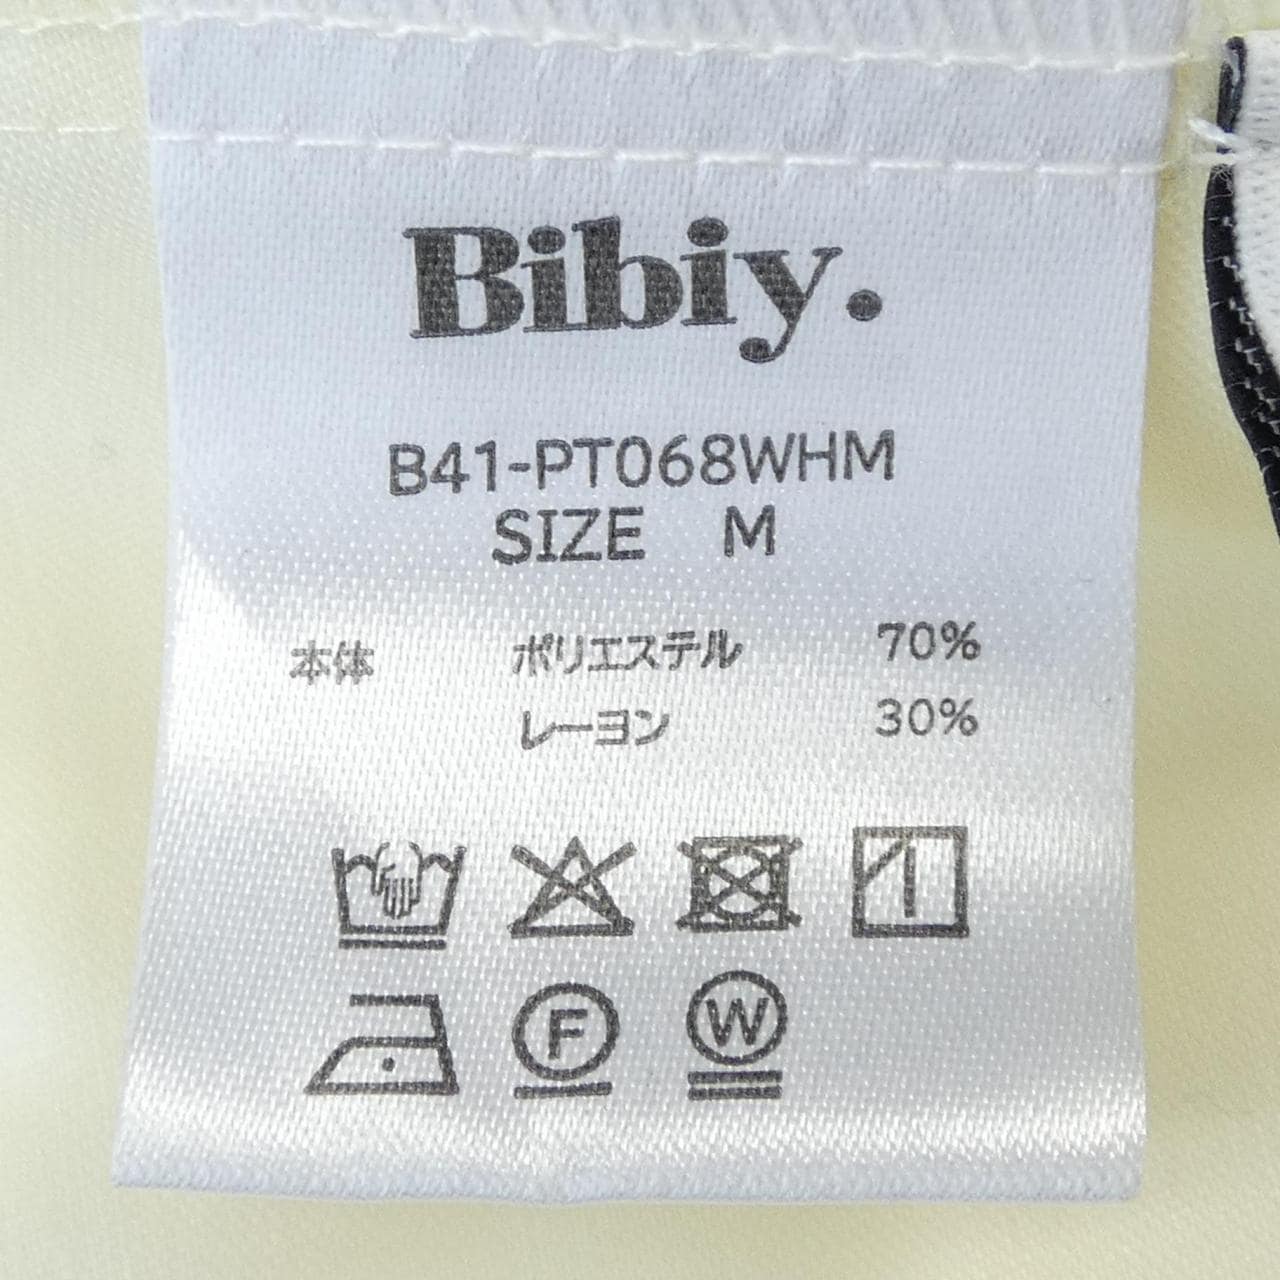 Bibiy.
B41-PT068WHM
SIZE M
本体 ポリエステル 70%
レーヨン 30%
F W